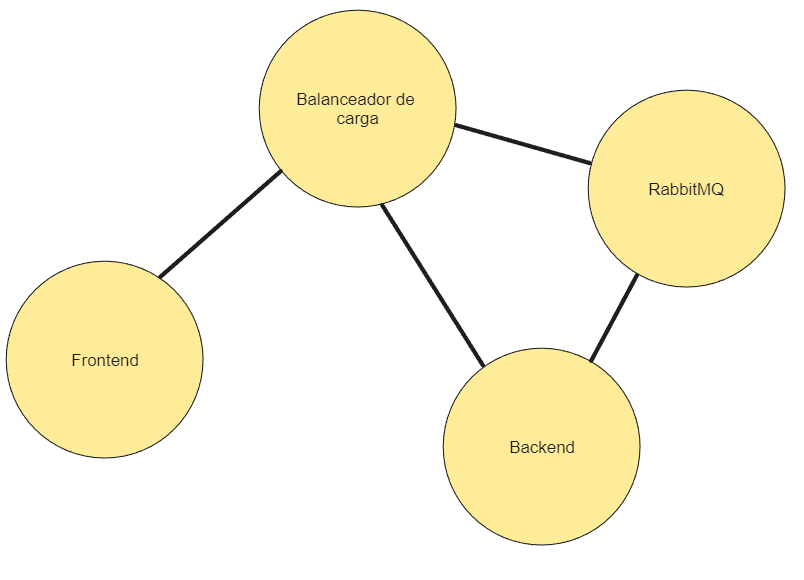 Balanceador de
carga
RabbitMQ
Frontend
Backend